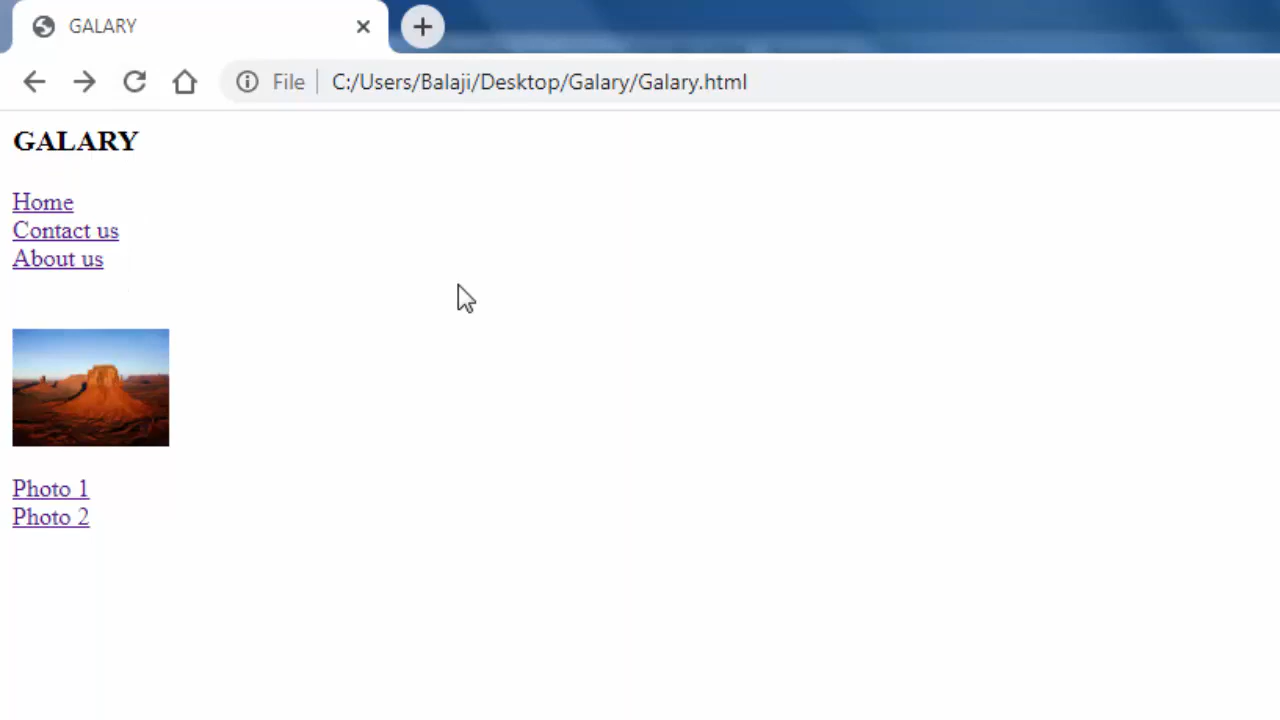 GALARY
File C:/Users/Balaji/Desktop/Galary/Galary.html
GALARY
Home
Contact us
About us
Photo 1
Photo 2